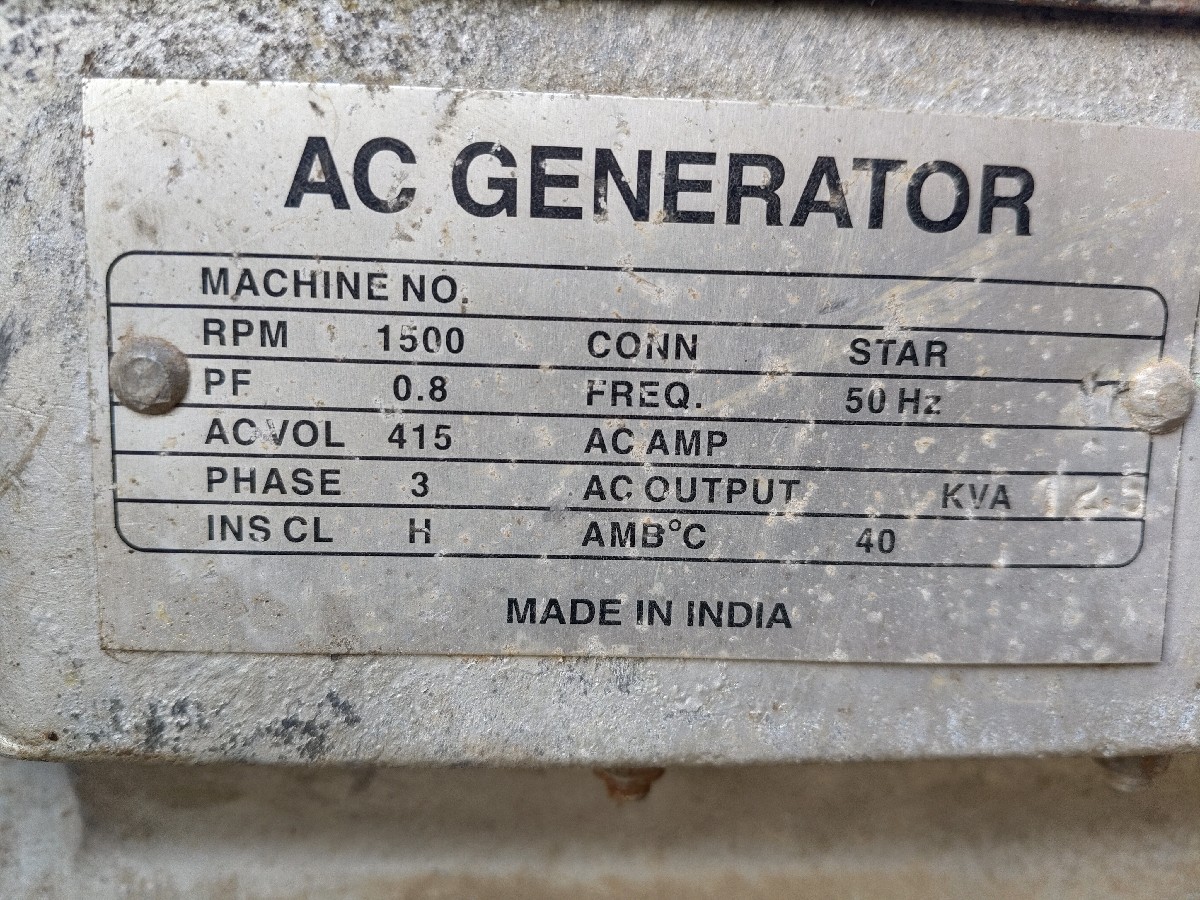 AC GENERATOR
MACHINE NO.
RPM 1500 CONN STAR
PF 0.8 FREQ. 50 Hz
AC VOL 415 AC AMP
PHASE 3 AC OUTPUT KVA 125
INS CL H AMB°C 40
MADE IN INDIA